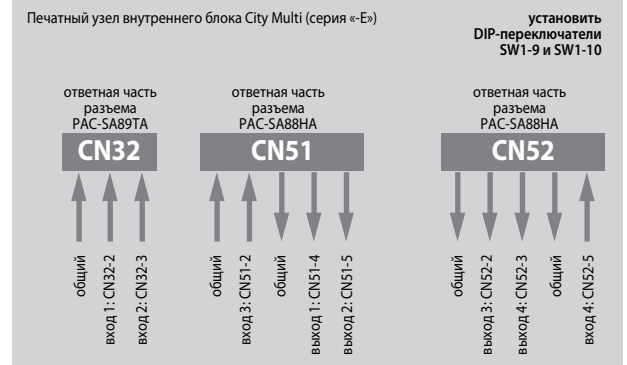 Печатный узел внутреннего блока City Multi (серия «-E»)
установить
DIP-переключатели
SW1-9 и SW1-10
ответная часть
разъема
PAC-SA89TA
CN32
общий
вход 1: CN32-2
вход 2: CN32-3
ответная часть
разъема
PAC-SA88HA
CN51
общий
вход 3: CN51-2
общий
выход 1: CN51-4
выход 2: CN51-5
ответная часть
разъема
PAC-SA88HA
CN52
общий
выход 3: CN52-2
выход 4: CN52-3
общий
вход 4: CN52-5